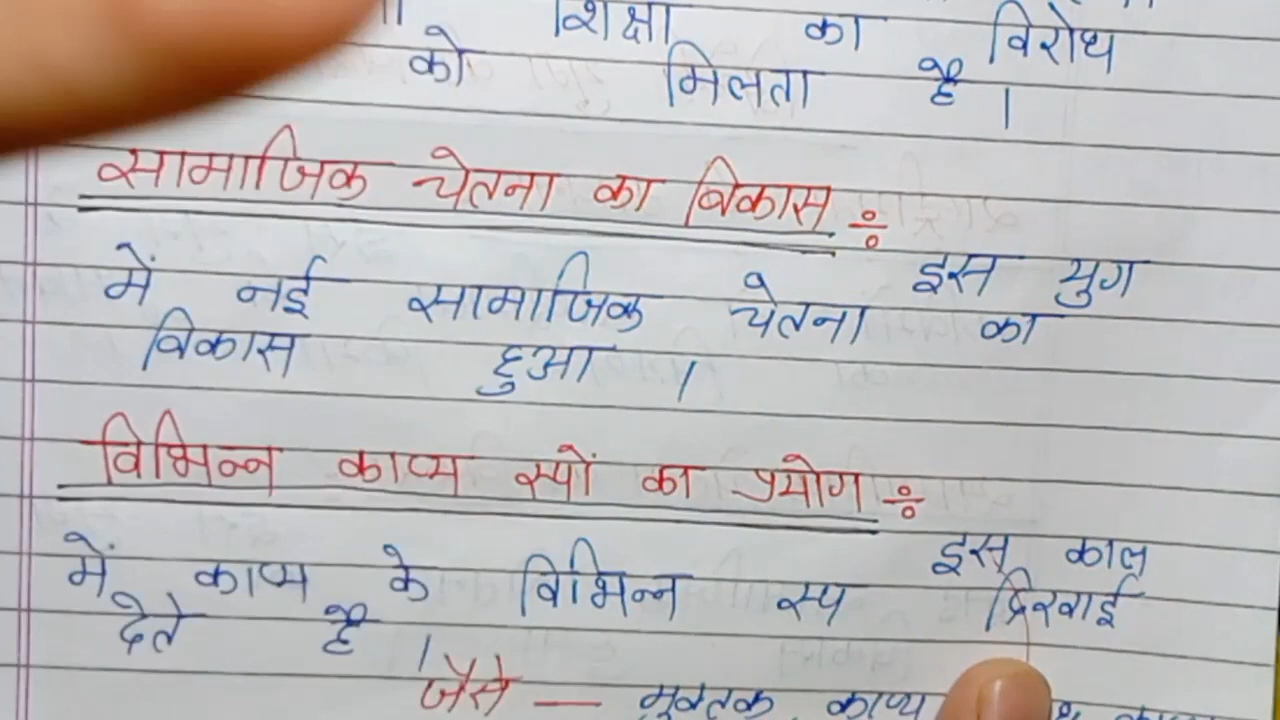 शिक्षा का विरोध
को मिलता है।
सामाजिक चेतना का विकास ÷
इस युग
में नई सामाजिक चेतना का
विकास हुआ ।
विभिन्न काव्य रुपों का प्रयोग ÷
इस काल
में काव्य के विभिन्न रुप दिखाई
देते है ।
जैसे — मुक्तक काव्य